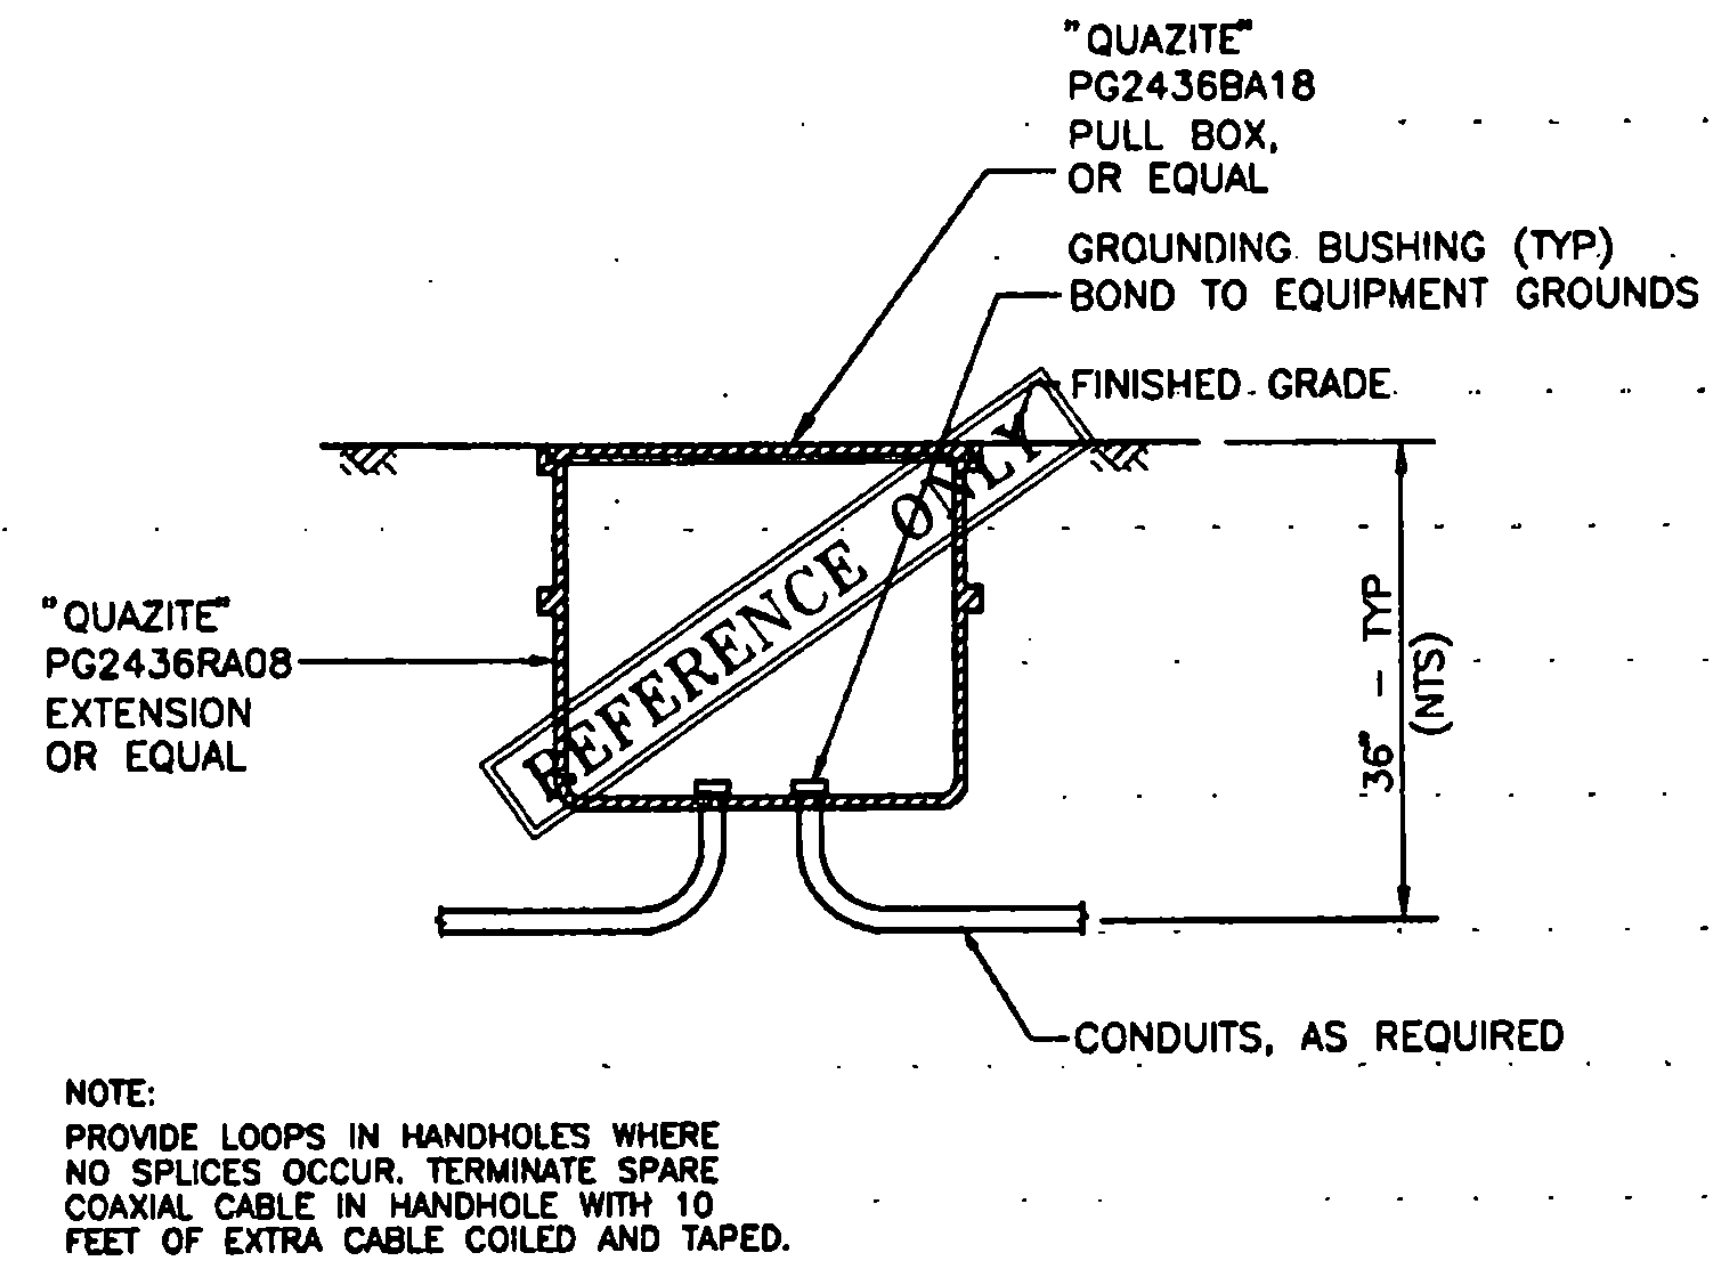 "QUAZITE"
PG2436BA18
PULL BOX,
OR EQUAL
GROUNDING BUSHING (TYP.)
BOND TO EQUIPMENT GROUNDS
FINISHED GRADE
REFERENCE ONLY
"QUAZITE"
PG2436RA08
EXTENSION
OR EQUAL
36" - TYP
(NTS)
CONDUITS, AS REQUIRED
NOTE:
PROVIDE LOOPS IN HANDHOLES WHERE
NO SPLICES OCCUR. TERMINATE SPARE
COAXIAL CABLE IN HANDHOLE WITH 10
FEET OF EXTRA CABLE COILED AND TAPED.